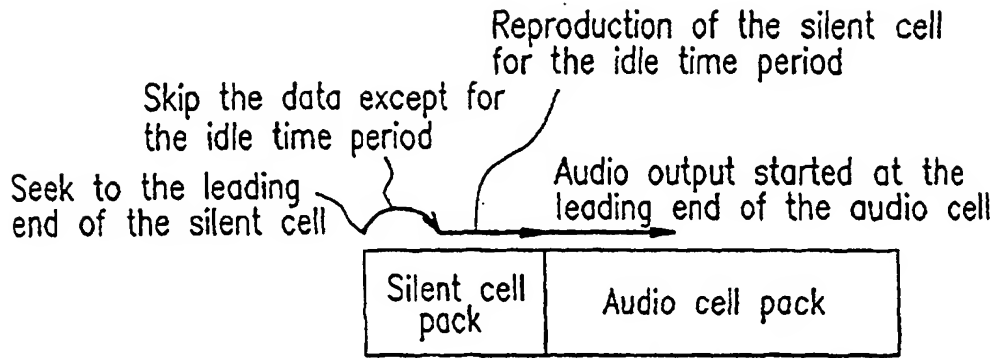 Reproduction of the silent cell
for the idle time period
Skip the data except for
the idle time period
Seek to the leading
end of the silent cell
Audio output started at the
leading end of the audio cell
Silent cell
pack
Audio cell pack